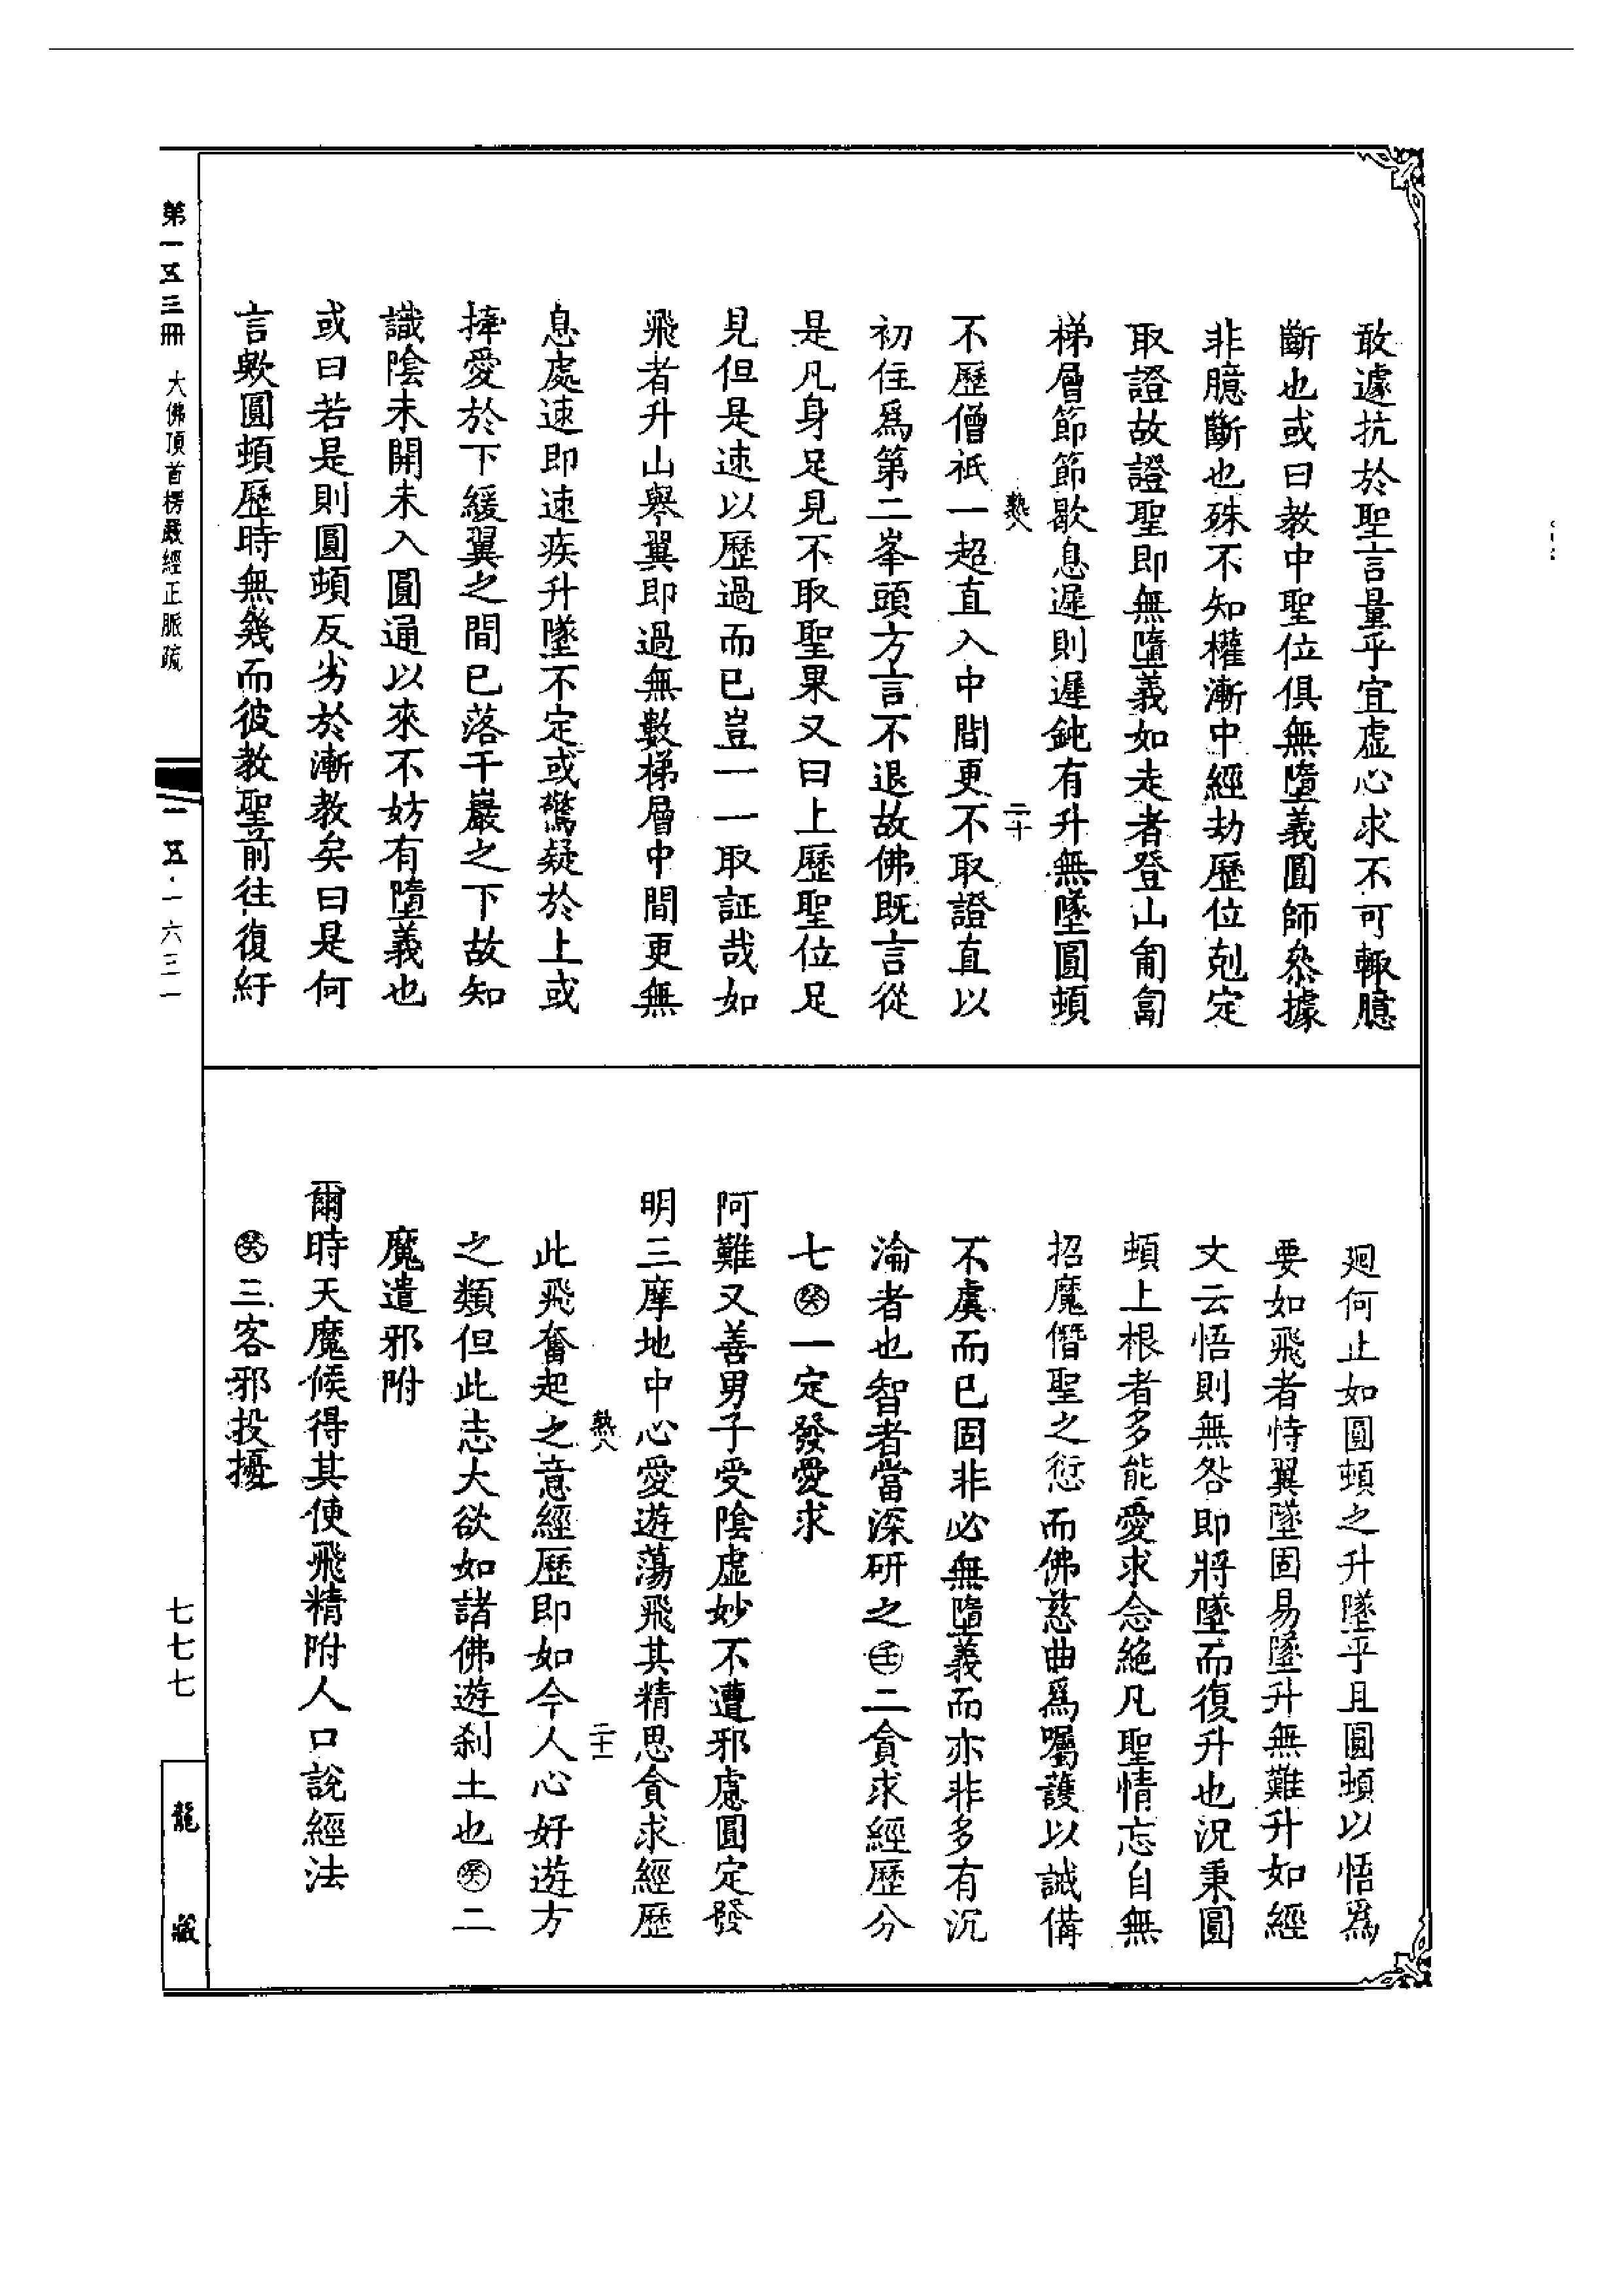 敢遽抗於聖言量乎宜虛心求不可輙臆
斷也或曰教中聖位俱無墮義圓師叅據
非臆斷也殊不知權漸中經劫歷位剋定
取證故證聖即無墮義如走者登山匍匐
梯層節節歇息遲則遲鈍有升無墜圓頓
熱八 二十
不歷僧祇一超直入中間更不取證直以
初住爲第二峯頭方言不退故佛既言從
是凡身足見不取聖果又曰上歷聖位足
見但是速以歷過而已豈一一取証哉如
飛者升山舉翼即過無數梯層中間更無
息處速即速疾升墜不定或驚疑於上或
捽愛於下緩翼之間已落千巖之下故知
識陰未開未入圓通以來不妨有墮義也
或曰若是則圓頓反劣於漸教矣曰是何
言歟圓頓歷時無幾而彼教聖前往復紆
迴何止如圓頓之升墜乎且圓頓以悟爲
要如飛者恃翼墜固易墜升無難升如經
文云悟則無咎即將墜而復升也況秉圓
頓上根者多能愛求念絶凡聖情忘自無
招魔僭聖之愆而佛慈曲爲囑護以誡備
不虞而已固非必無墮義而亦非多有沉
淪者也智者當深研之㊂二貪求經歷分
七㊛一定發愛求
阿難又善男子受陰虛妙不遭邪慮圓定發
明三摩地中心愛遊蕩飛其精思貪求經歷
熱八 二十一
此飛奮起之意經歷即如今人心好遊方
之類但此志大欲如諸佛遊刹土也癸二
魔遣邪附
爾時天魔候得其使飛精附人口說經法
癸三客邪投擾
第一五三冊 大佛頂首楞嚴經正脈疏
一五·一六三一
七七七
龍藏